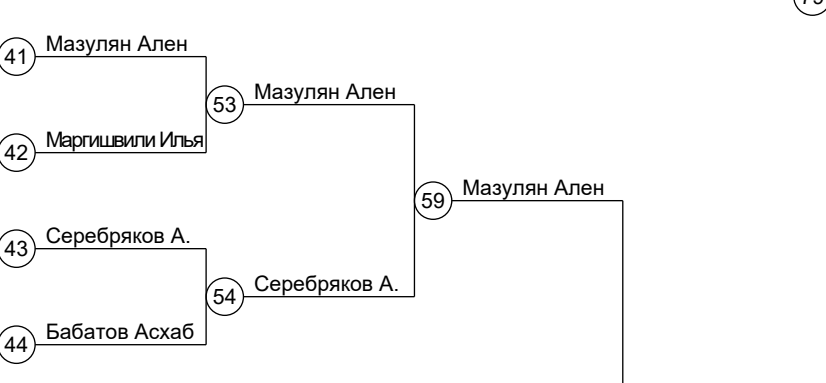 41 Мазулян Ален
53 Мазулян Ален
42 Маргишвили Илья
59 Мазулян Ален
43 Серебряков А.
54 Серебряков А.
44 Бабатов Асхаб